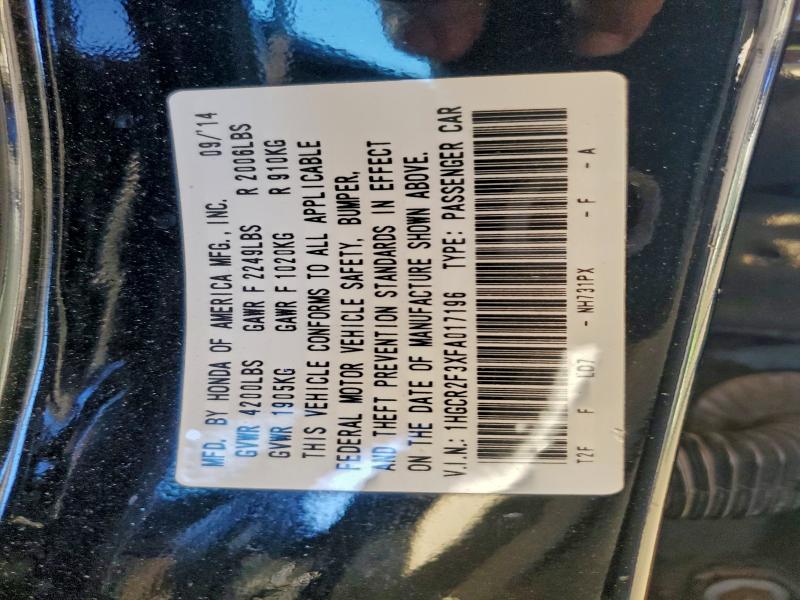 MFD. BY HONDA OF AMERICA MFG., INC. 09/'14
GVWR 4200LBS GAWR F 2249LBS R 2006LBS
GVWR 1905KG GAWR F 1020KG R 910KG
THIS VEHICLE CONFORMS TO ALL APPLICABLE
FEDERAL MOTOR VEHICLE SAFETY, BUMPER,
AND THEFT PREVENTION STANDARDS IN EFFECT
ON THE DATE OF MANUFACTURE SHOWN ABOVE.
V.I.N.: 1HGCR2F3XFA017196 TYPE: PASSENGER CAR
T2F F LD7 - NH731PX - F - A